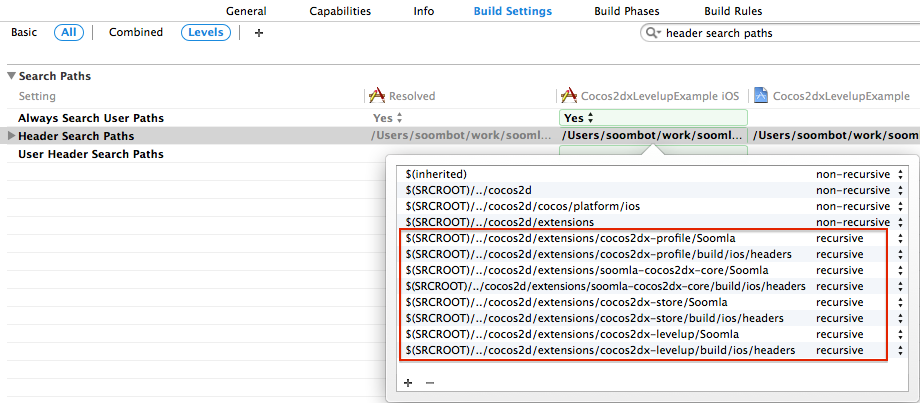 General Capabilities Info Build Settings Build Phases Build Rules
Basic All Combined Levels + header search paths
Search Paths
Setting Resolved Cocos2dxLevelupExample iOS Cocos2dxLevelupExample
Always Search User Paths Yes Yes
Header Search Paths /Users/soombot/work/sooml... /Users/soombot/work/sooml... /Users/soombot/work/soom
User Header Search Paths
$(inherited) non-recursive
$(SRCROOT)/../cocos2d non-recursive
$(SRCROOT)/../cocos2d/cocos/platform/ios non-recursive
$(SRCROOT)/../cocos2d/extensions non-recursive
$(SRCROOT)/../cocos2d/extensions/cocos2dx-profile/Soomla recursive
$(SRCROOT)/../cocos2d/extensions/cocos2dx-profile/build/ios/headers recursive
$(SRCROOT)/../cocos2d/extensions/soomla-cocos2dx-core/Soomla recursive
$(SRCROOT)/../cocos2d/extensions/soomla-cocos2dx-core/build/ios/headers recursive
$(SRCROOT)/../cocos2d/extensions/cocos2dx-store/Soomla recursive
$(SRCROOT)/../cocos2d/extensions/cocos2dx-store/build/ios/headers recursive
$(SRCROOT)/../cocos2d/extensions/cocos2dx-levelup/Soomla recursive
$(SRCROOT)/../cocos2d/extensions/cocos2dx-levelup/build/ios/headers recursive
+ −